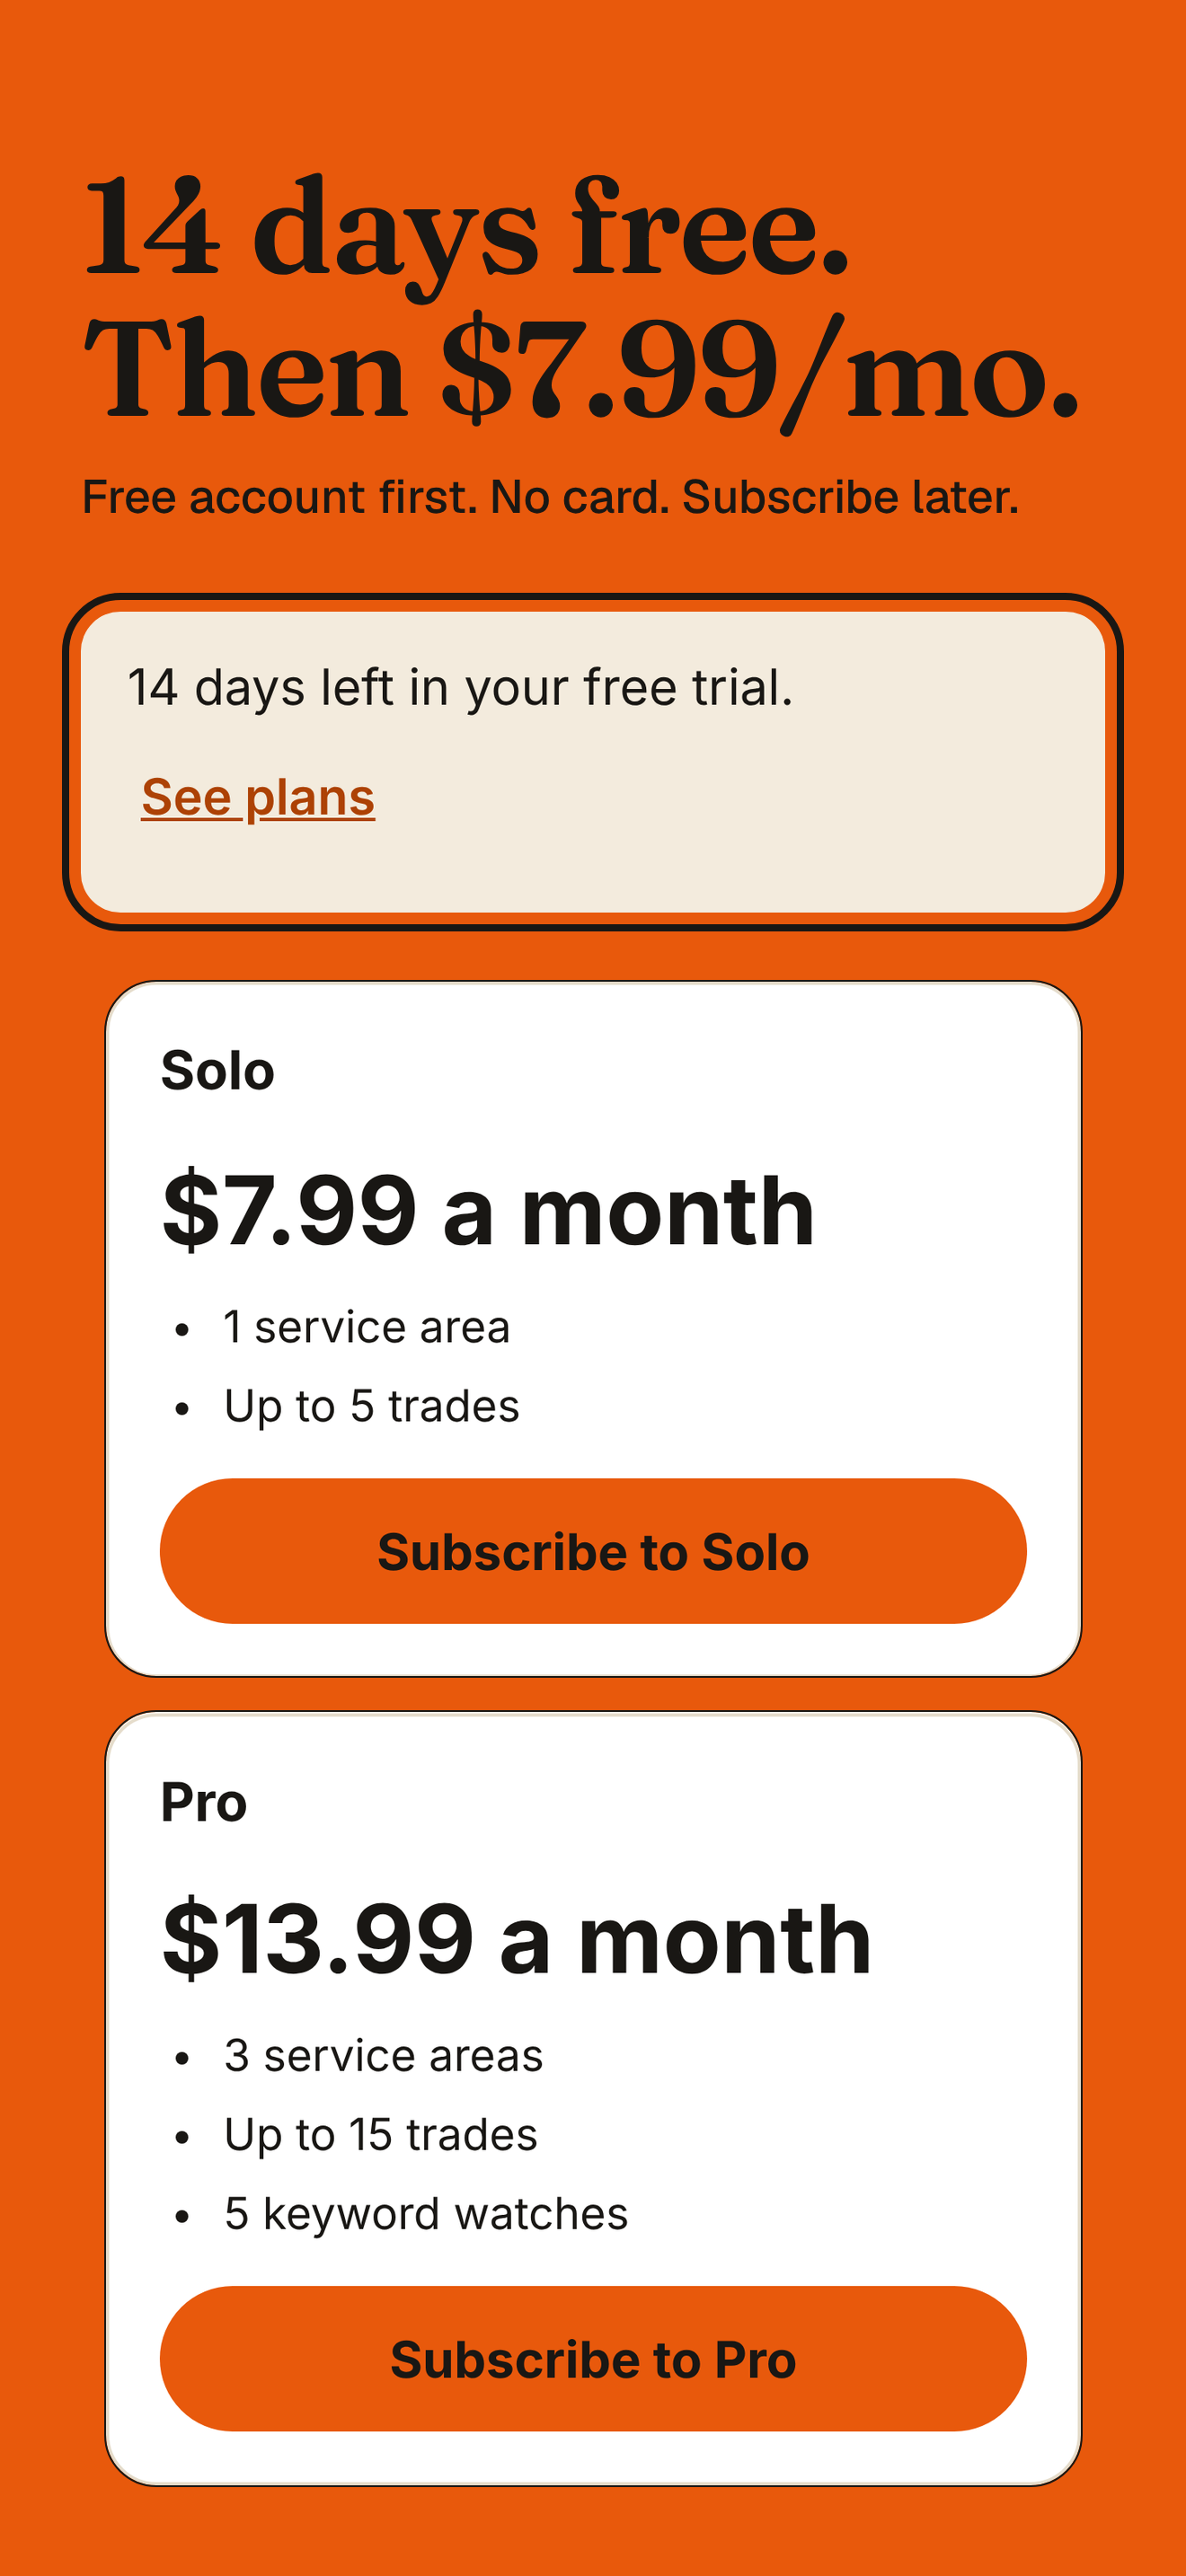 14 days free.
Then $7.99/mo.
Free account first. No card. Subscribe later.
14 days left in your free trial.
See plans
Solo
$7.99 a month
• 1 service area
• Up to 5 trades
Subscribe to Solo
Pro
$13.99 a month
• 3 service areas
• Up to 15 trades
• 5 keyword watches
Subscribe to Pro